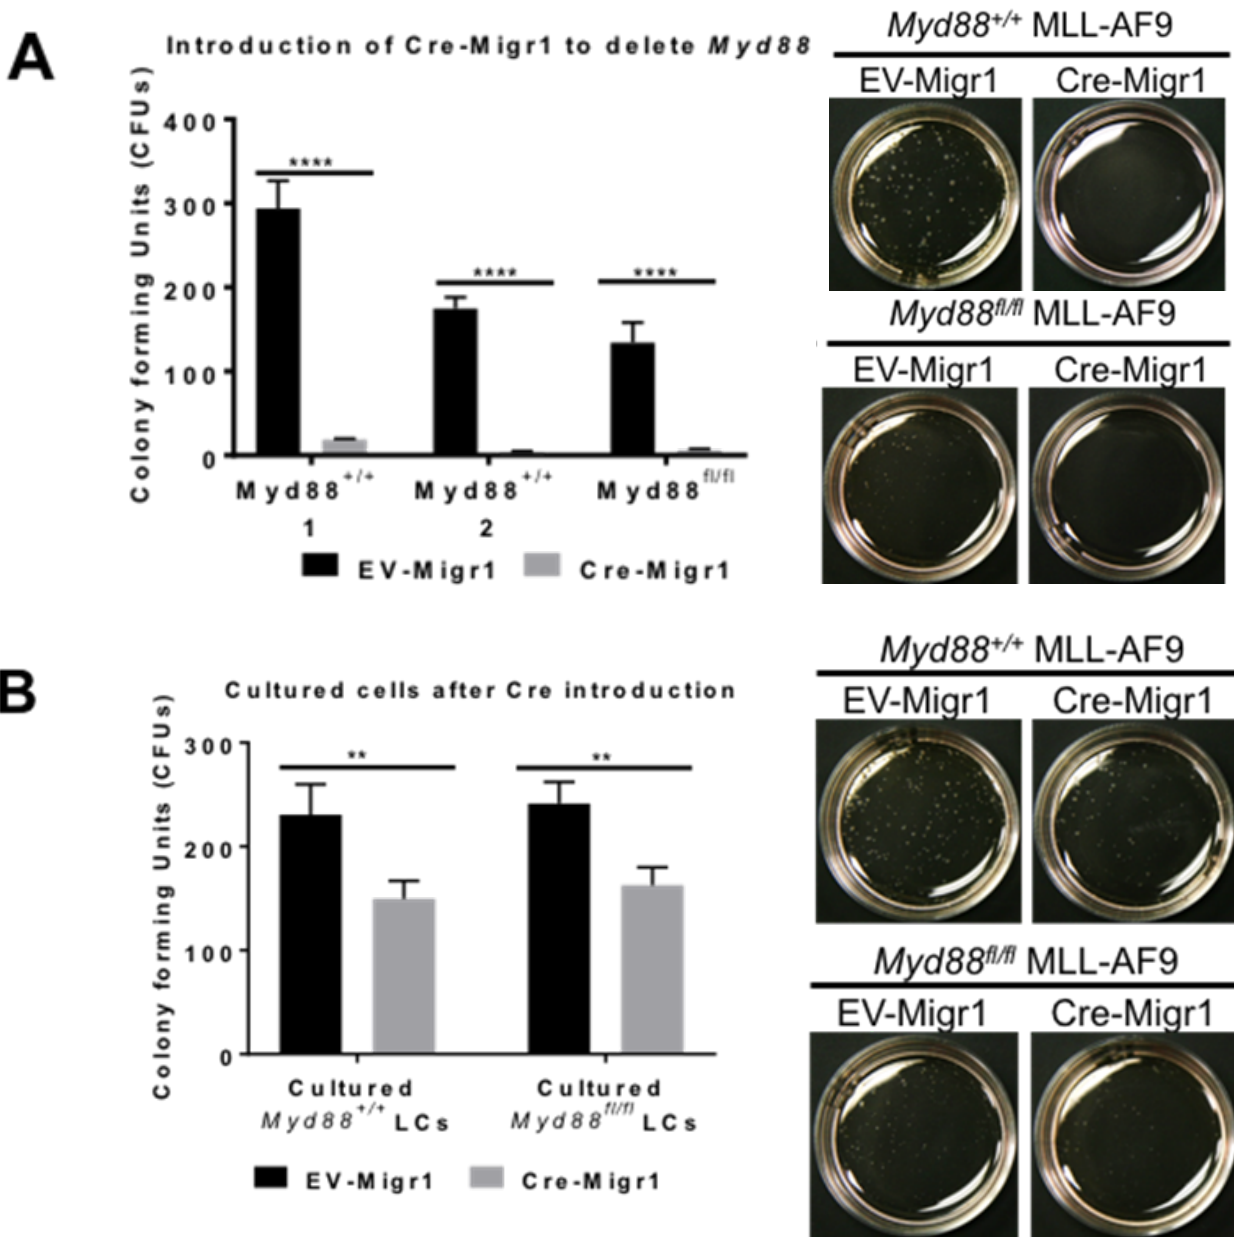 A
Introduction of Cre-Migr1 to delete Myd88
Colony forming Units (CFUs)
400
300
200
100
0
****
****
****
Myd88+/+
1
Myd88+/+
2
Myd88fl/fl
EV-Migr1
Cre-Migr1
Myd88+/+ MLL-AF9
EV-Migr1
Cre-Migr1
Myd88fl/fl MLL-AF9
EV-Migr1
Cre-Migr1
B
Cultured cells after Cre introduction
Colony forming Units (CFUs)
300
200
100
0
**
**
Cultured
Myd88+/+ LCs
Cultured
Myd88fl/fl LCs
EV-Migr1
Cre-Migr1
Myd88+/+ MLL-AF9
EV-Migr1
Cre-Migr1
Myd88fl/fl MLL-AF9
EV-Migr1
Cre-Migr1